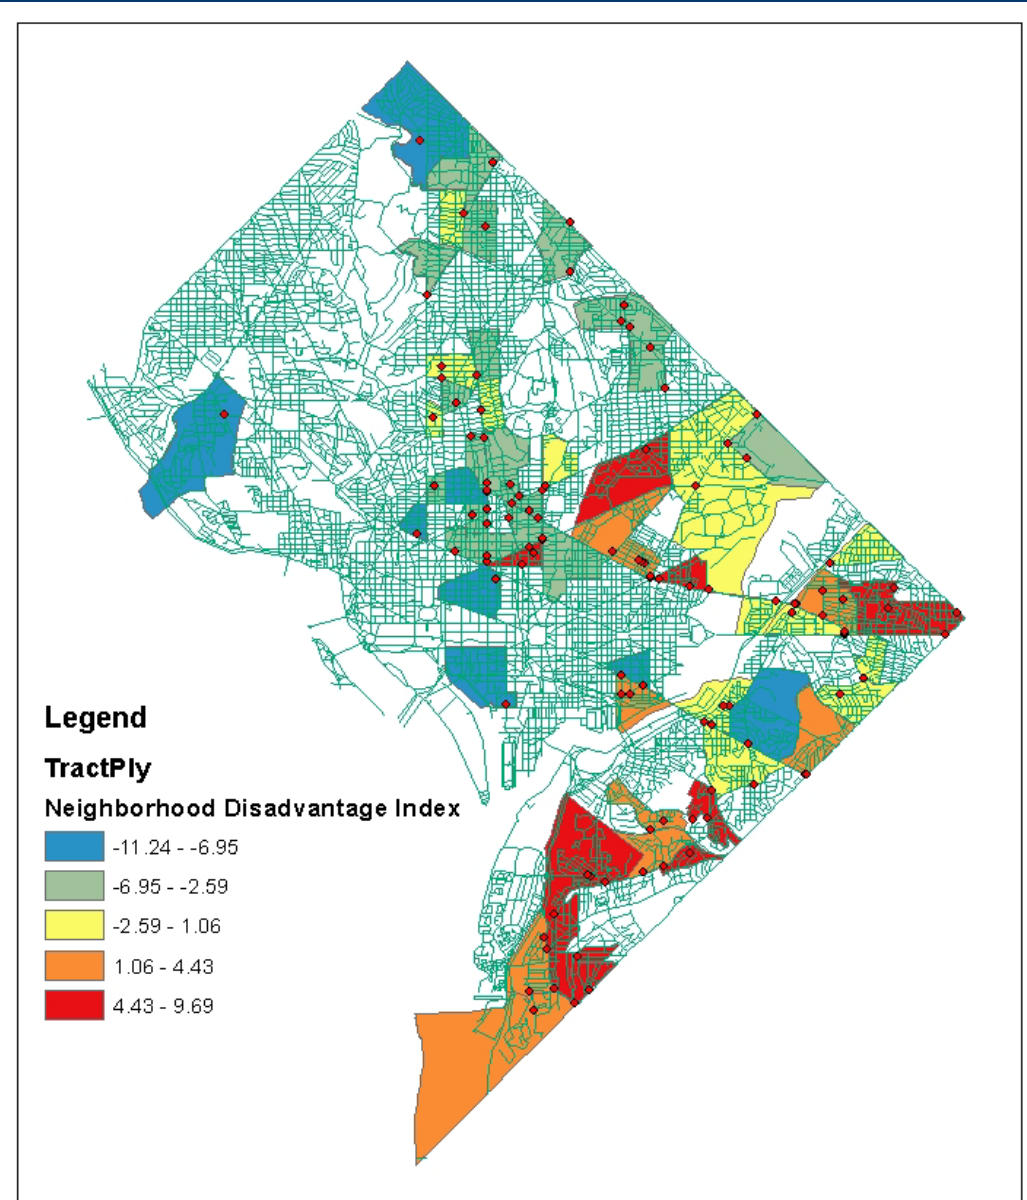 Legend
TractPly
Neighborhood Disadvantage Index
-11.24 - -6.95
-6.95 - -2.59
-2.59 - 1.06
1.06 - 4.43
4.43 - 9.69